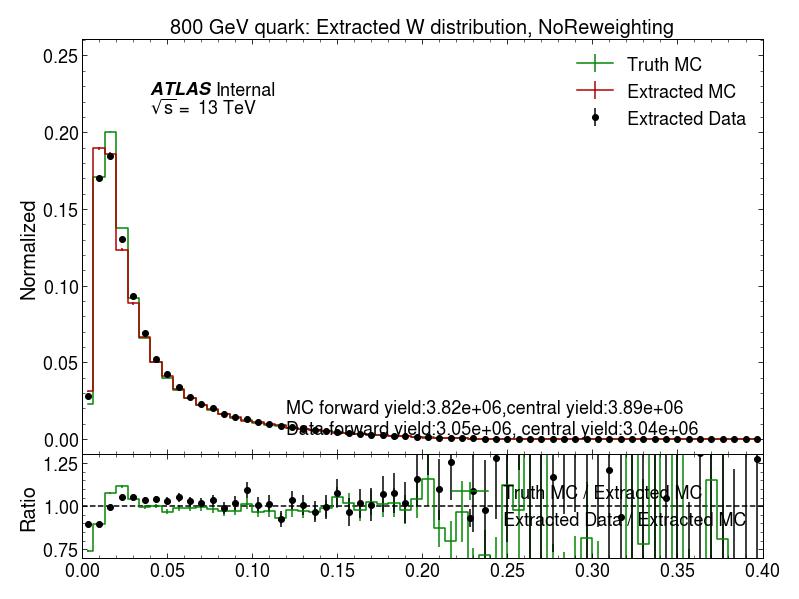 800 GeV quark: Extracted W distribution, NoReweighting
0.25
ATLAS Internal
√s = 13 TeV
Truth MC
Extracted MC
Extracted Data
0.20
0.15
Normalized
0.10
0.05
MC forward yield:3.82e+06,central yield:3.89e+06
Data forward yield:3.05e+06, central yield:3.04e+06
0.00
1.25
Truth MC / Extracted MC
Ratio
1.00
Extracted Data / Extracted MC
0.75
0.00 0.05 0.10 0.15 0.20 0.25 0.30 0.35 0.40